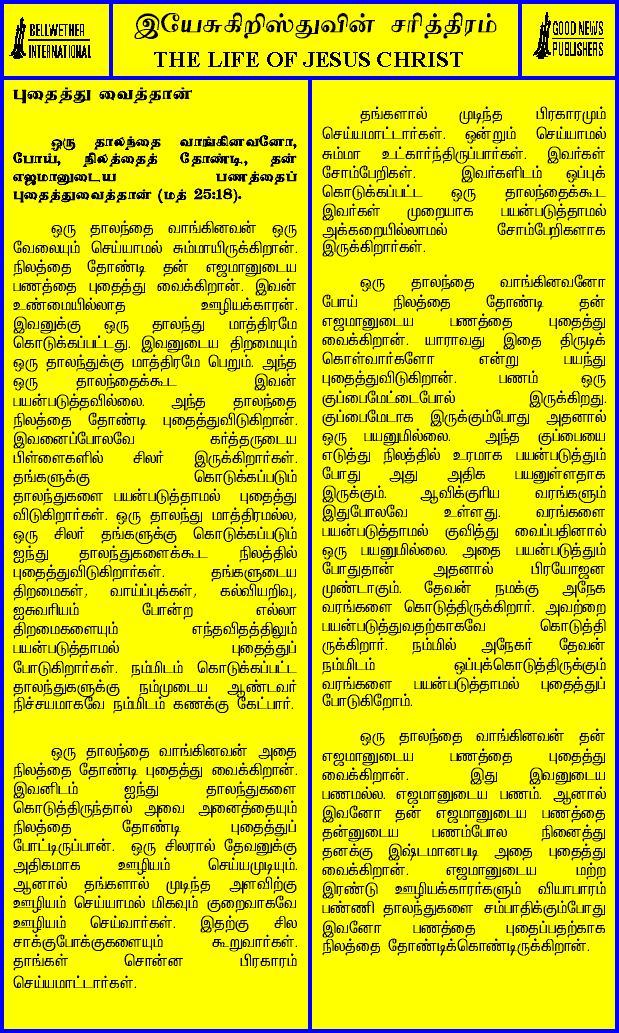 BELLWETHER
INTERNATIONAL
இயேசுகிறிஸ்துவின் சரித்திரம்
THE LIFE OF JESUS CHRIST
GOOD NEWS
PUBLISHERS
புதைத்து வைத்தான்
ஒரு தாலந்தை வாங்கினவனோ,
போய், நிலத்தைத் தோண்டி, தன்
எஜமானுடைய பணத்தைப்
புதைத்துவைத்தான் (மத் 25:18).
ஒரு தாலந்தை வாங்கினவன் ஒரு
வேலையும் செய்யாமல் சும்மாயிருக்கிறான்.
நிலத்தை தோண்டி தன் எஜமானுடைய
பணத்தை புதைத்து வைக்கிறான். இவன்
உண்மையில்லாத ஊழியக்காரன்.
இவனுக்கு ஒரு தாலந்து மாத்திரமே
கொடுக்கப்பட்டது. இவனுடைய திறமையும்
ஒரு தாலந்துக்கு மாத்திரமே பெறும். அந்த
ஒரு தாலந்தைக்கூட இவன்
பயன்படுத்தவில்லை. அந்த தாலந்தை
நிலத்தை தோண்டி புதைத்துவிடுகிறான்.
இவனைப்போலவே கர்த்தருடைய
பிள்ளைகளில் சிலர் இருக்கிறார்கள்.
தங்களுக்கு கொடுக்கப்படும்
தாலந்துகளை பயன்படுத்தாமல் புதைத்து
விடுகிறார்கள். ஒரு தாலந்து மாத்திரமல்ல,
ஒரு சிலர் தங்களுக்கு கொடுக்கப்படும்
ஐந்து தாலந்துகளைக்கூட நிலத்தில்
புதைத்துவிடுகிறார்கள். தங்களுடைய
திறமைகள், வாய்ப்புக்கள், கல்வியறிவு,
ஐசுவரியம் போன்ற எல்லா
திறமைகளையும் எந்தவிதத்திலும்
பயன்படுத்தாமல் புதைத்துப்
போடுகிறார்கள். நம்மிடம் கொடுக்கப்பட்ட
தாலந்துகளுக்கு நம்முடைய ஆண்டவர்
நிச்சயமாகவே நம்மிடம் கணக்கு கேட்பார்.
ஒரு தாலந்தை வாங்கினவன் அதை
நிலத்தை தோண்டி புதைத்து வைக்கிறான்.
இவனிடம் ஐந்து தாலந்துகளை
கொடுத்திருந்தால் அவை அனைத்தையும்
நிலத்தை தோண்டி புதைத்துப்
போட்டிருப்பான். ஒரு சிலரால் தேவனுக்கு
அதிகமாக ஊழியம் செய்யமுடியும்.
ஆனால் தங்களால் முடிந்த அளவிற்கு
ஊழியம் செய்யாமல் மிகவும் குறைவாகவே
ஊழியம் செய்வார்கள். இதற்கு சில
சாக்குபோக்குகளையும் கூறுவார்கள்.
தாங்கள் சொன்ன பிரகாரம்
செய்யமாட்டார்கள்.
தங்களால் முடிந்த பிரகாரமும்
செய்யமாட்டார்கள். ஒன்றும் செய்யாமல்
சும்மா உட்கார்ந்திருப்பார்கள். இவர்கள்
சோம்பேறிகள். இவர்களிடம் ஒப்புக்
கொடுக்கப்பட்ட ஒரு தாலந்தைக்கூட
இவர்கள் முறையாக பயன்படுத்தாமல்
அக்கறையில்லாமல் சோம்பேறிகளாக
இருக்கிறார்கள்.
ஒரு தாலந்தை வாங்கினவனோ
போய் நிலத்தை தோண்டி தன்
எஜமானுடைய பணத்தை புதைத்து
வைக்கிறான். யாராவது இதை திருடிக்
கொள்வார்களோ என்று பயந்து
புதைத்துவிடுகிறான். பணம் ஒரு
குப்பைமேட்டைபோல் இருக்கிறது.
குப்பைமேடாக இருக்கும்போது அதனால்
ஒரு பயனுமில்லை. அந்த குப்பையை
எடுத்து நிலத்தில் உரமாக பயன்படுத்தும்
போது அது அதிக பயனுள்ளதாக
இருக்கும். ஆவிக்குரிய வரங்களும்
இதுபோலவே உள்ளது. வரங்களை
பயன்படுத்தாமல் குவித்து வைப்பதினால்
ஒரு பயனுமில்லை. அதை பயன்படுத்தும்
போதுதான் அதனால் பிரயோஜன
முண்டாகும். தேவன் நமக்கு அநேக
வரங்களை கொடுத்திருக்கிறார். அவற்றை
பயன்படுத்துவதற்காகவே கொடுத்தி
ருக்கிறார். நம்மில் அநேகர் தேவன்
நம்மிடம் ஒப்புக்கொடுத்திருக்கும்
வரங்களை பயன்படுத்தாமல் புதைத்துப்
போடுகிறோம்.
ஒரு தாலந்தை வாங்கினவன் தன்
எஜமானுடைய பணத்தை புதைத்து
வைக்கிறான். இது இவனுடைய
பணமல்ல. எஜமானுடைய பணம். ஆனால்
இவனோ தன் எஜமானுடைய பணத்தை
தன்னுடைய பணம்போல நினைத்து
தனக்கு இஷ்டமானபடி அதை புதைத்து
வைக்கிறான். எஜமானுடைய மற்ற
இரண்டு ஊழியக்காரர்களும் வியாபாரம்
பண்ணி தாலந்துகளை சம்பாதிக்கும்போது
இவனோ பணத்தை புதைப்பதற்காக
நிலத்தை தோண்டிக்கொண்டிருக்கிறான்.